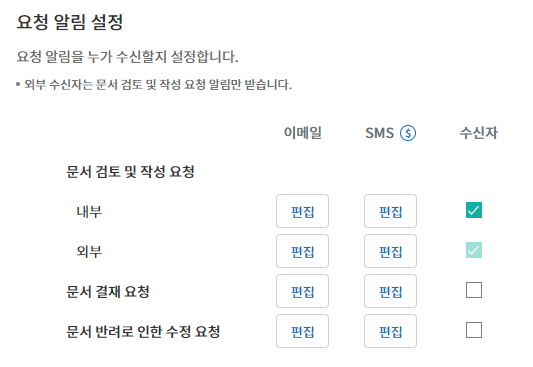 요청 알림 설정
요청 알림을 누가 수신할지 설정합니다.
• 외부 수신자는 문서 검토 및 작성 요청 알림만 받습니다.
이메일 SMS $ 수신자
문서 검토 및 작성 요청
내부 편집 편집
외부 편집 편집
문서 결재 요청 편집 편집
문서 반려로 인한 수정 요청 편집 편집